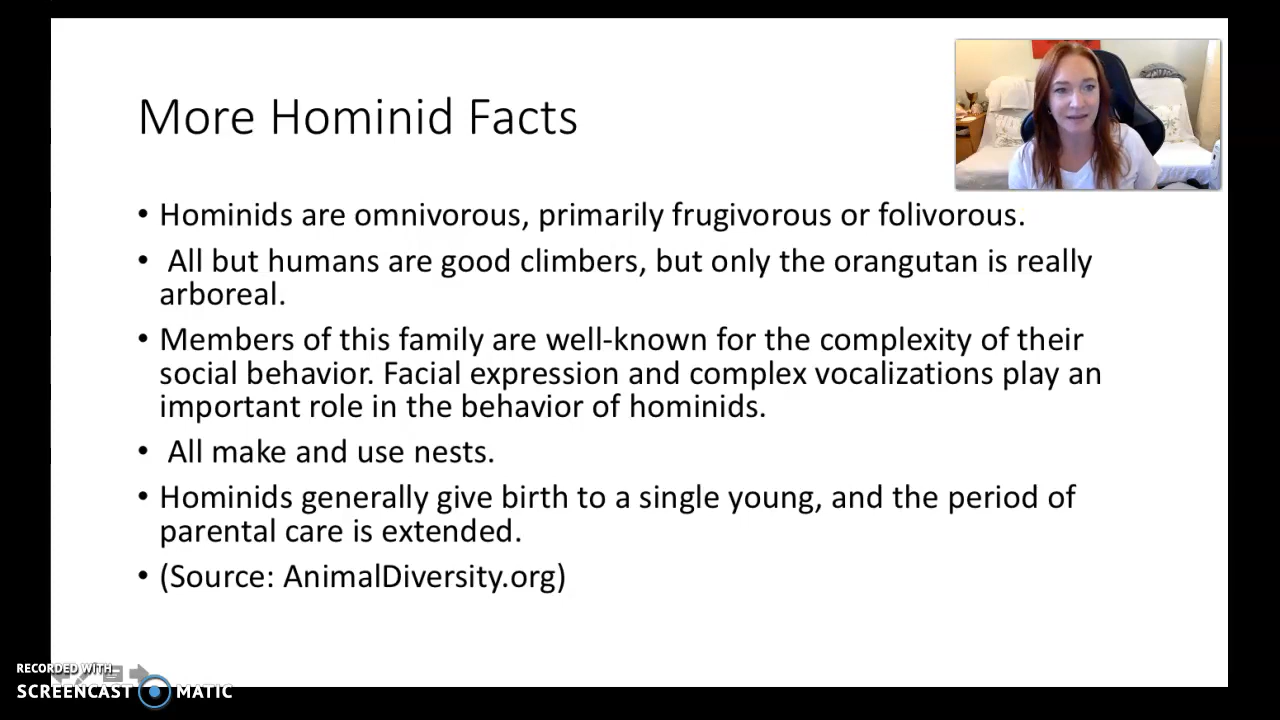 More Hominid Facts
• Hominids are omnivorous, primarily frugivorous or folivorous.
• All but humans are good climbers, but only the orangutan is really
arboreal.
• Members of this family are well-known for the complexity of their
social behavior. Facial expression and complex vocalizations play an
important role in the behavior of hominids.
• All make and use nests.
• Hominids generally give birth to a single young, and the period of
parental care is extended.
• (Source: AnimalDiversity.org)
RECORDED WITH
SCREENCAST MATIC